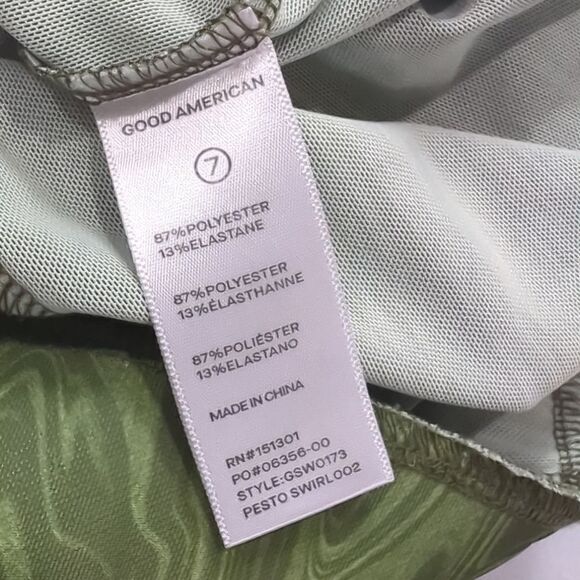 GOOD AMERICAN
7
87%POLYESTER
13%ELASTANE
87%POLYESTER
13%ÉLASTHANNE
87%POLIÉSTER
13%ELASTANO
MADE IN CHINA
RN#151301
PO#06356-00
STYLE:GSW0173
PESTO SWIRL002